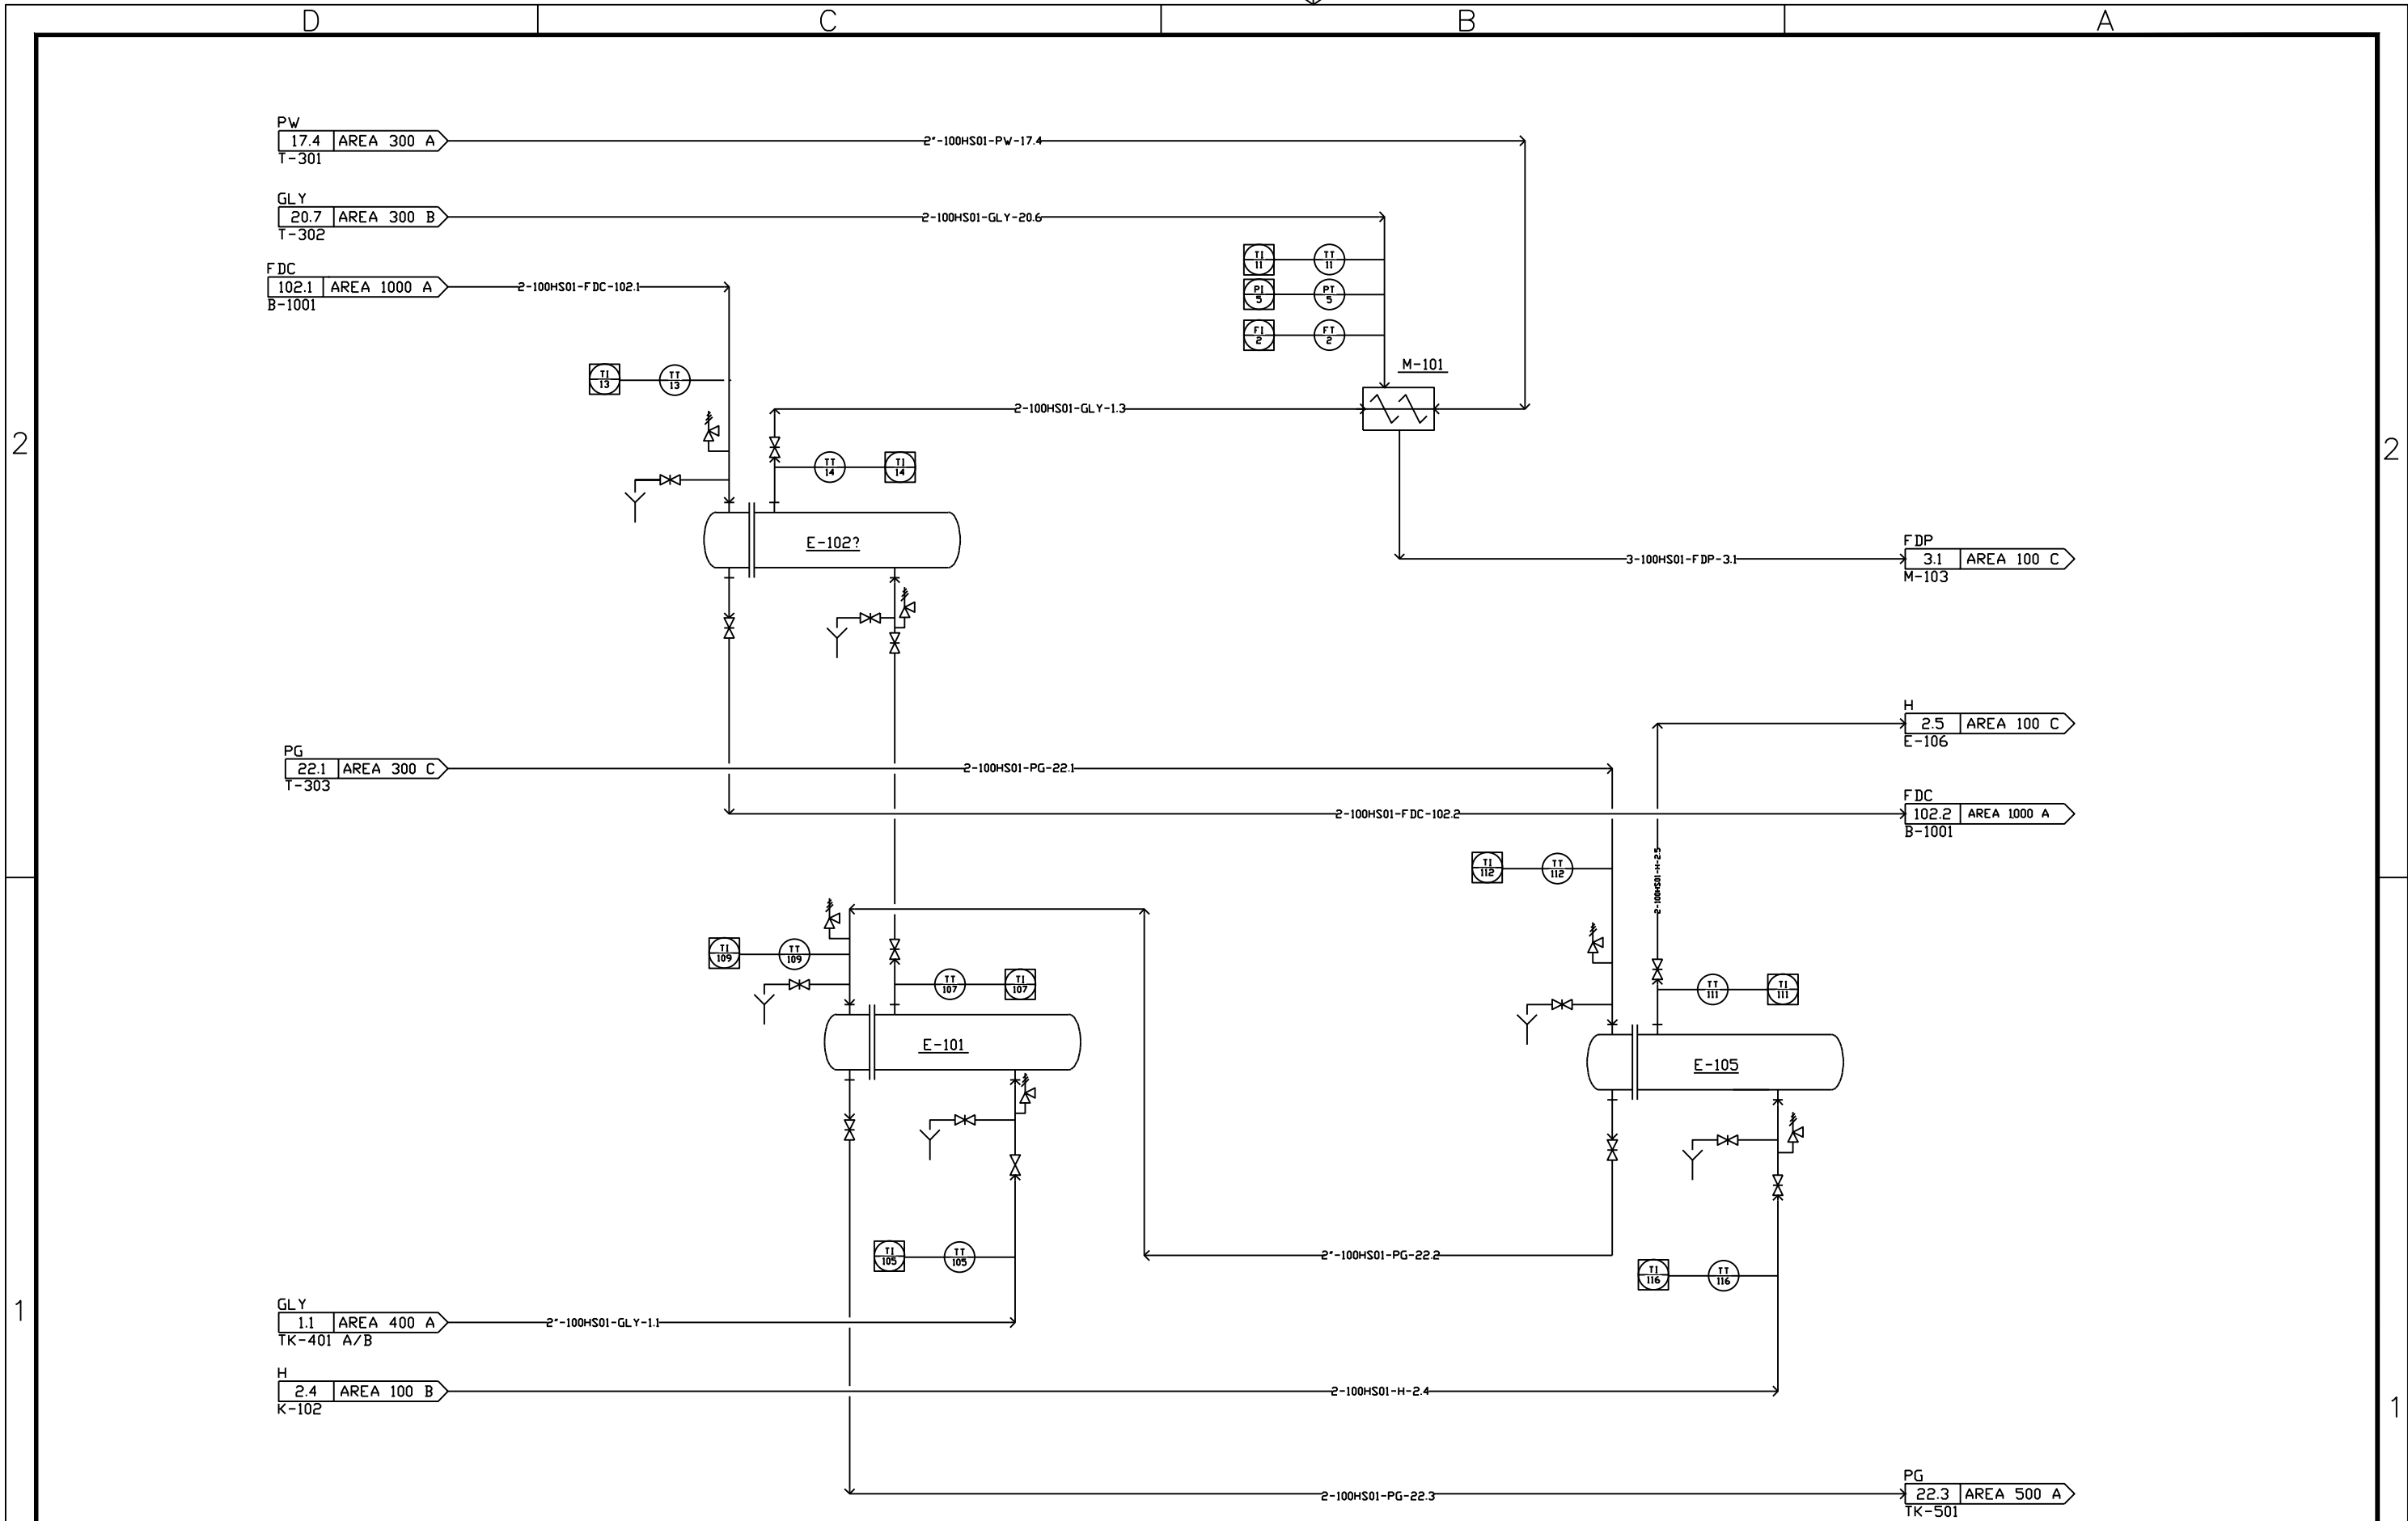 D C B A
PW
17.4 AREA 300 A
T-301
2"-100HS01-PW-17.4
GLY
20.7 AREA 300 B
T-302
2-100HS01-GLY-20.6
FDC
102.1 AREA 1000 A
B-1001
2-100HS01-FDC-102.1
TI
11
TT
11
PI
5
PT
5
FI
2
FT
2
M-101
TI
13
TT
13
2-100HS01-GLY-1.3
2
2
TT
14
TI
14
E-102?
2-100HS01-FDP-3.1
FDP
3.1 AREA 100 C
M-103
H
2.5 AREA 100 C
E-106
PG
22.1 AREA 300 C
T-303
2-100HS01-PG-22.1
FDC
102.2 AREA 1000 A
B-1001
2-100HS01-FDC-102.2
2-100HS01-H-2.5
TI
112
TT
112
TI
109
TT
109
TT
107
TI
107
TT
111
TI
111
E-101
E-105
TI
105
TT
105
2"-100HS01-PG-22.2
TI
116
TT
116
1
1
GLY
1.1 AREA 400 A
TK-401 A/B
2"-100HS01-GLY-1.1
H
2.4 AREA 100 B
K-102
2-100HS01-H-2.4
2-100HS01-PG-22.3
PG
22.3 AREA 500 A
TK-501